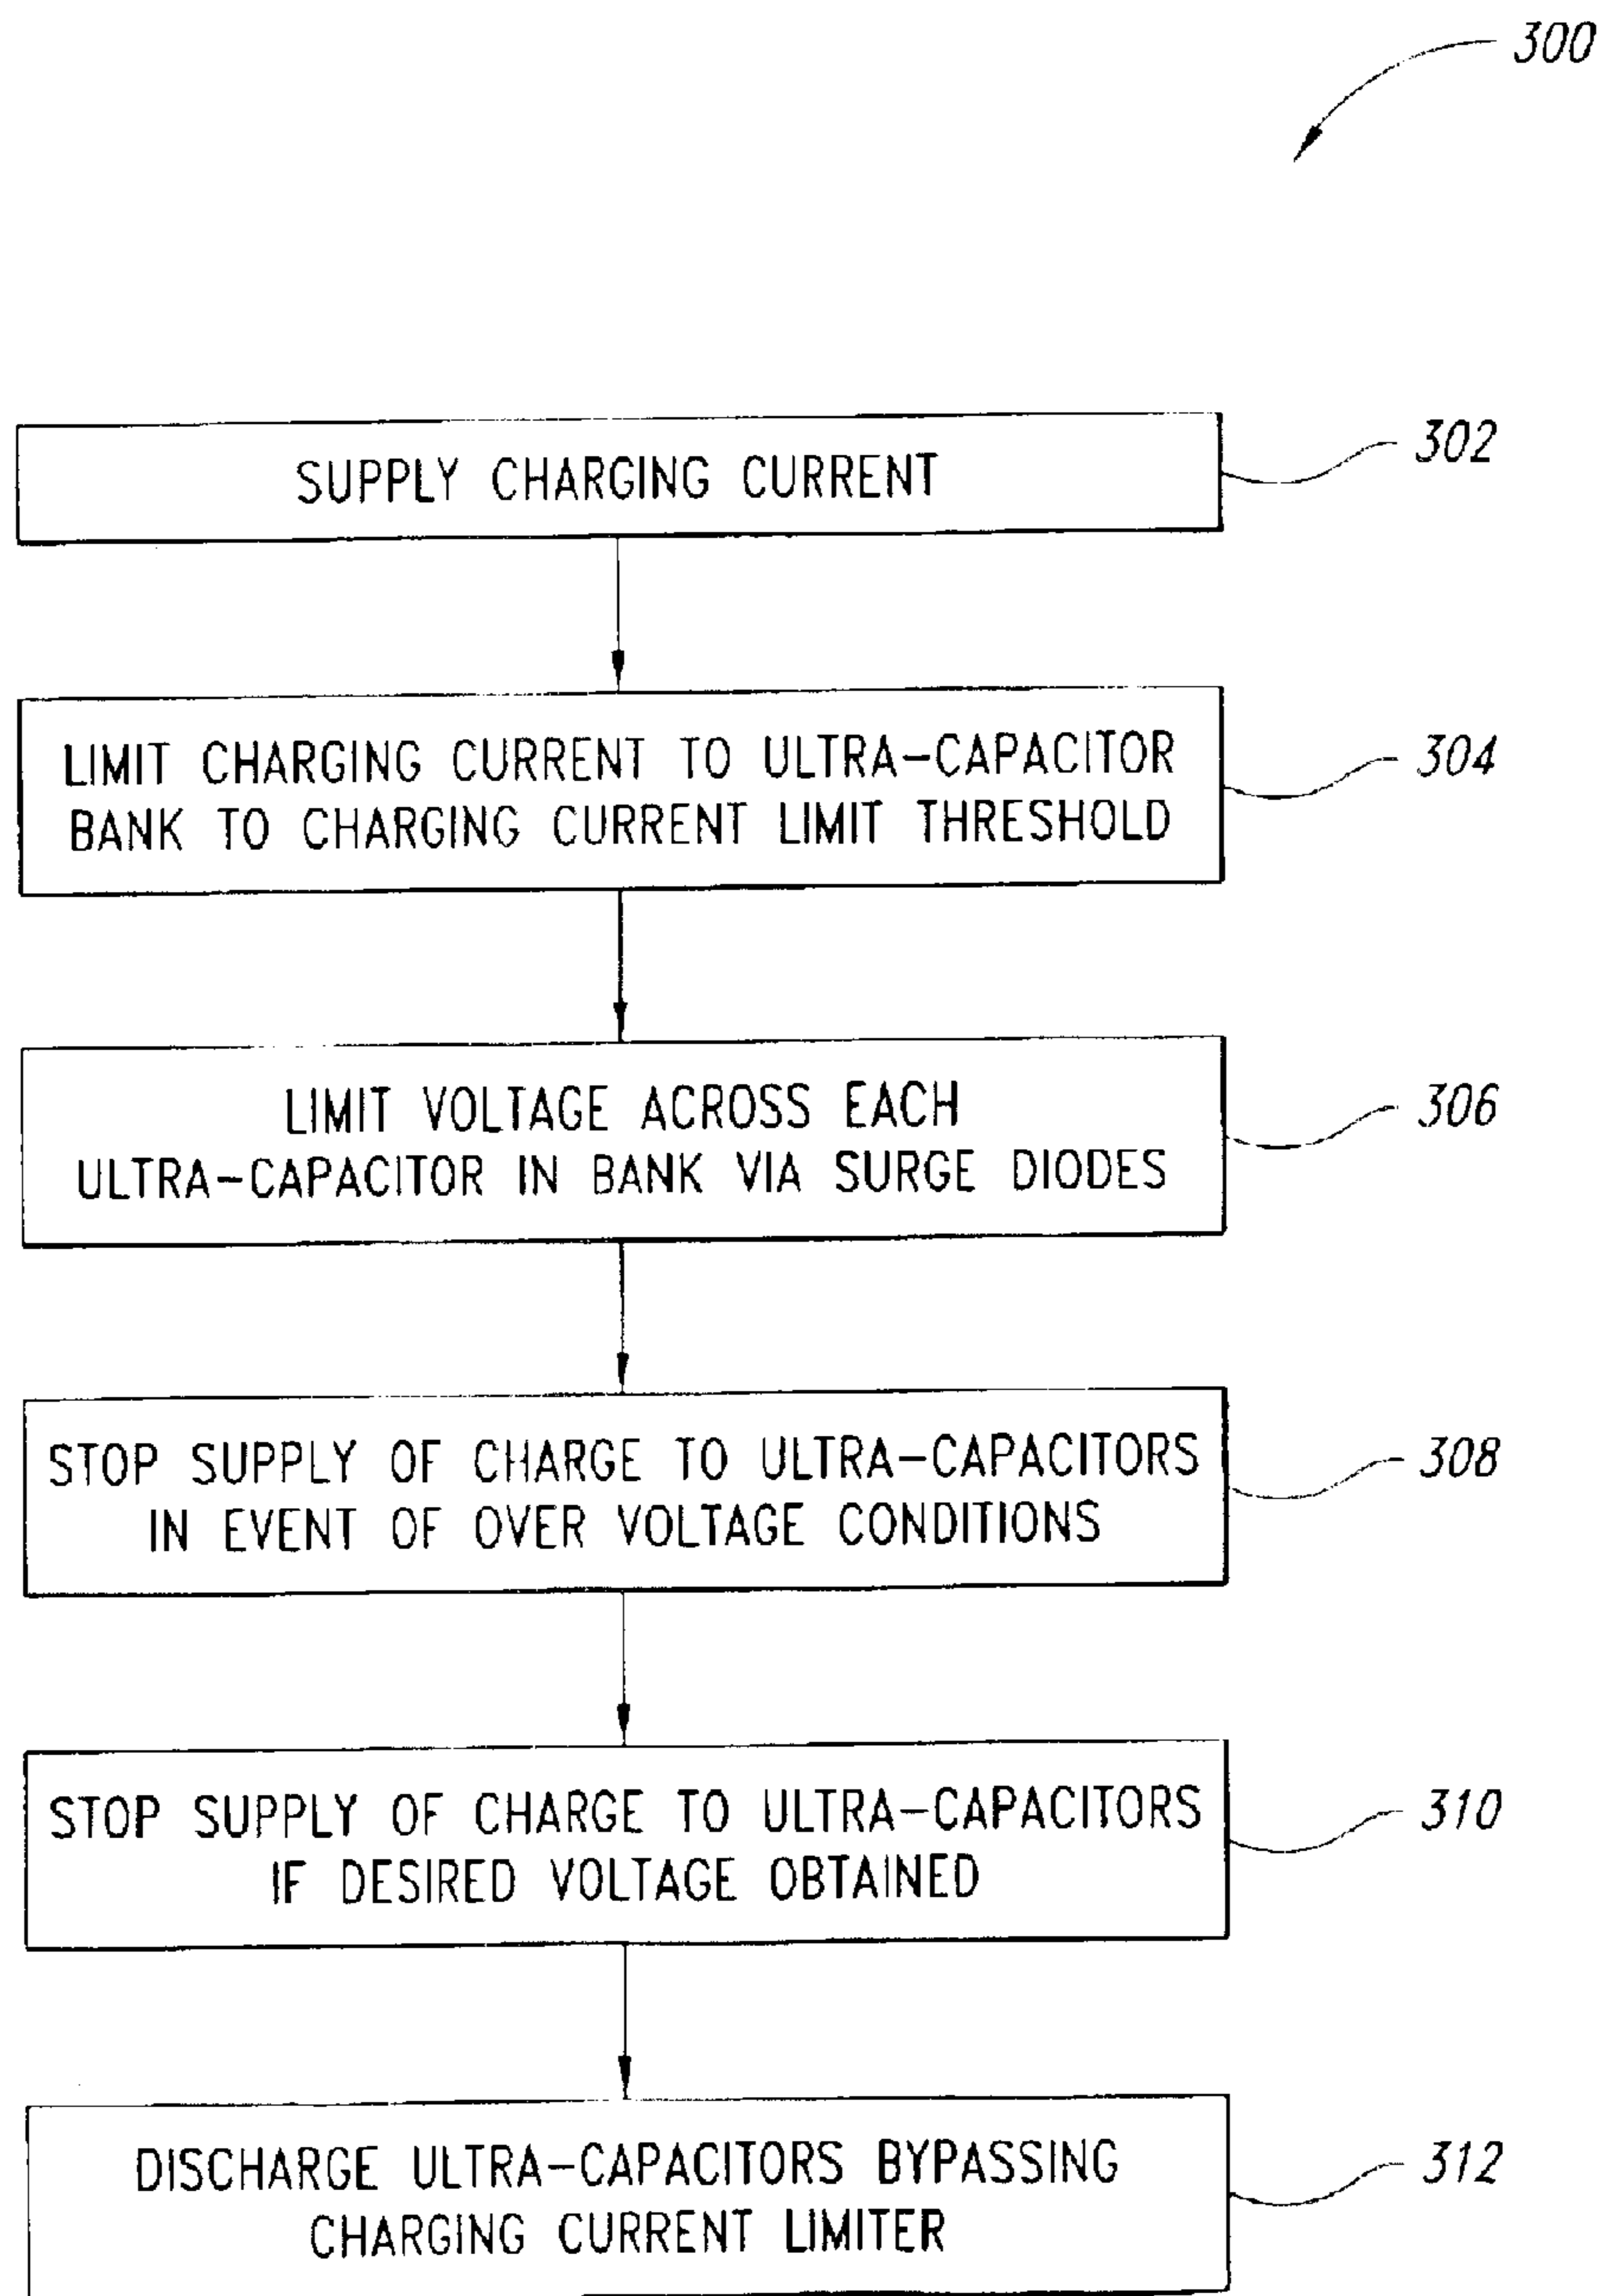 300
SUPPLY CHARGING CURRENT
302
LIMIT CHARGING CURRENT TO ULTRA-CAPACITOR
BANK TO CHARGING CURRENT LIMIT THRESHOLD
304
LIMIT VOLTAGE ACROSS EACH
ULTRA-CAPACITOR IN BANK VIA SURGE DIODES
306
STOP SUPPLY OF CHARGE TO ULTRA-CAPACITORS
IN EVENT OF OVER VOLTAGE CONDITIONS
308
STOP SUPPLY OF CHARGE TO ULTRA-CAPACITORS
IF DESIRED VOLTAGE OBTAINED
310
DISCHARGE ULTRA-CAPACITORS BYPASSING
CHARGING CURRENT LIMITER
312